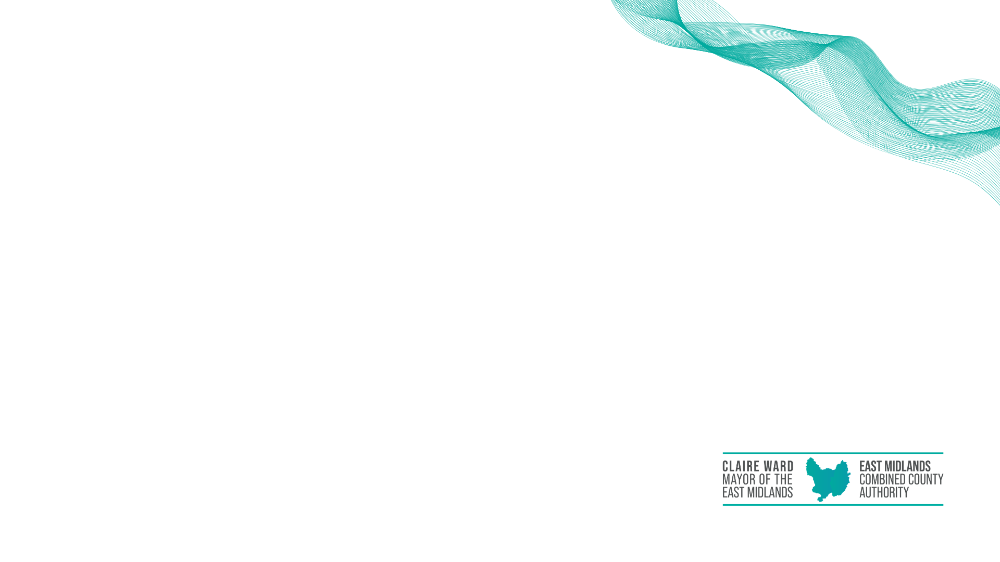 CLAIRE WARD
MAYOR OF THE
EAST MIDLANDS
EAST MIDLANDS
COMBINED COUNTY
AUTHORITY